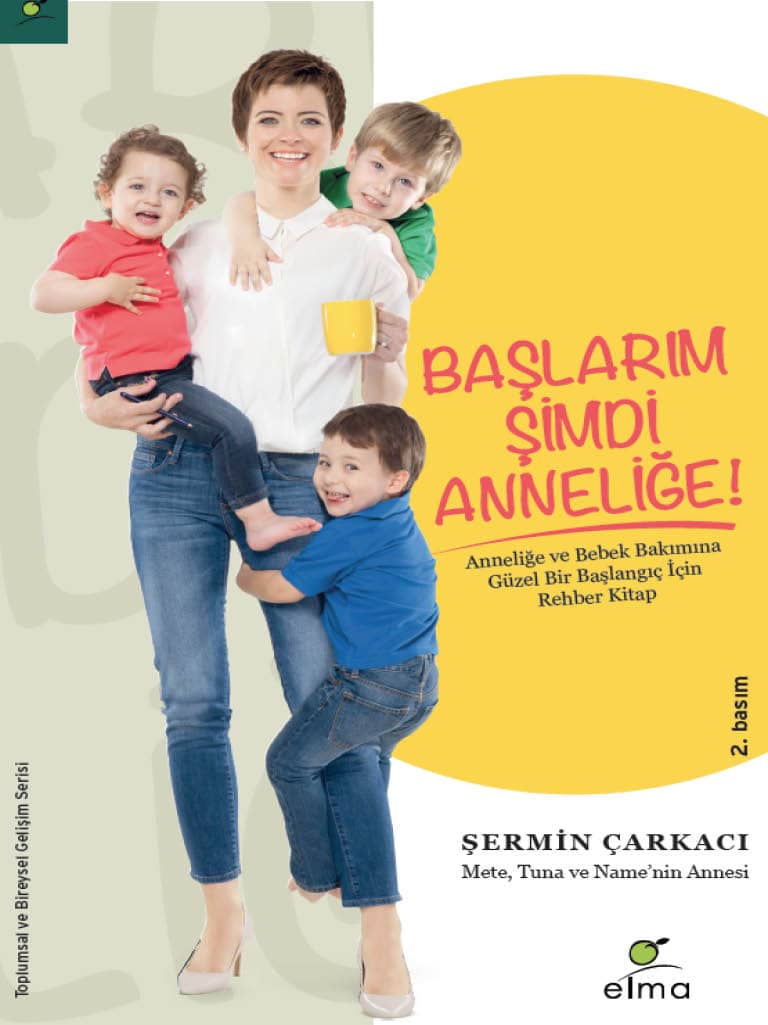 BAŞLARIM
ŞİMDİ
ANNELİĞE!
Anneliğe ve Bebek Bakımına
Güzel Bir Başlangıç İçin
Rehber Kitap
2. basım
Toplumsal ve Bireysel Gelişim Serisi
ŞERMİN ÇARKACI
Mete, Tuna ve Name’nin Annesi
elma